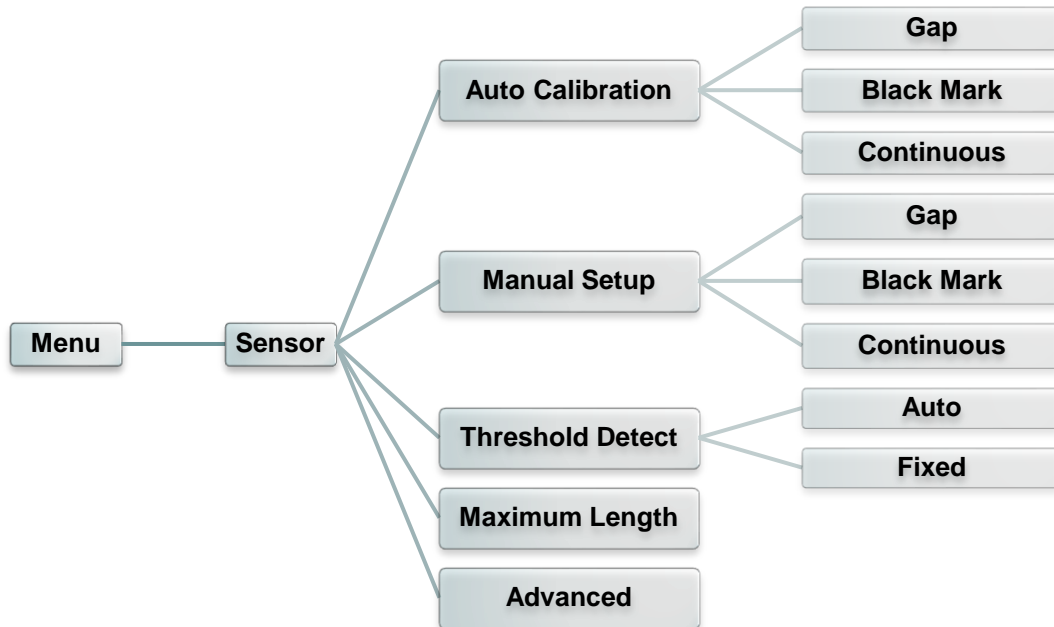 Menu
Sensor
Auto Calibration
Gap
Black Mark
Continuous
Manual Setup
Gap
Black Mark
Continuous
Threshold Detect
Auto
Fixed
Maximum Length
Advanced